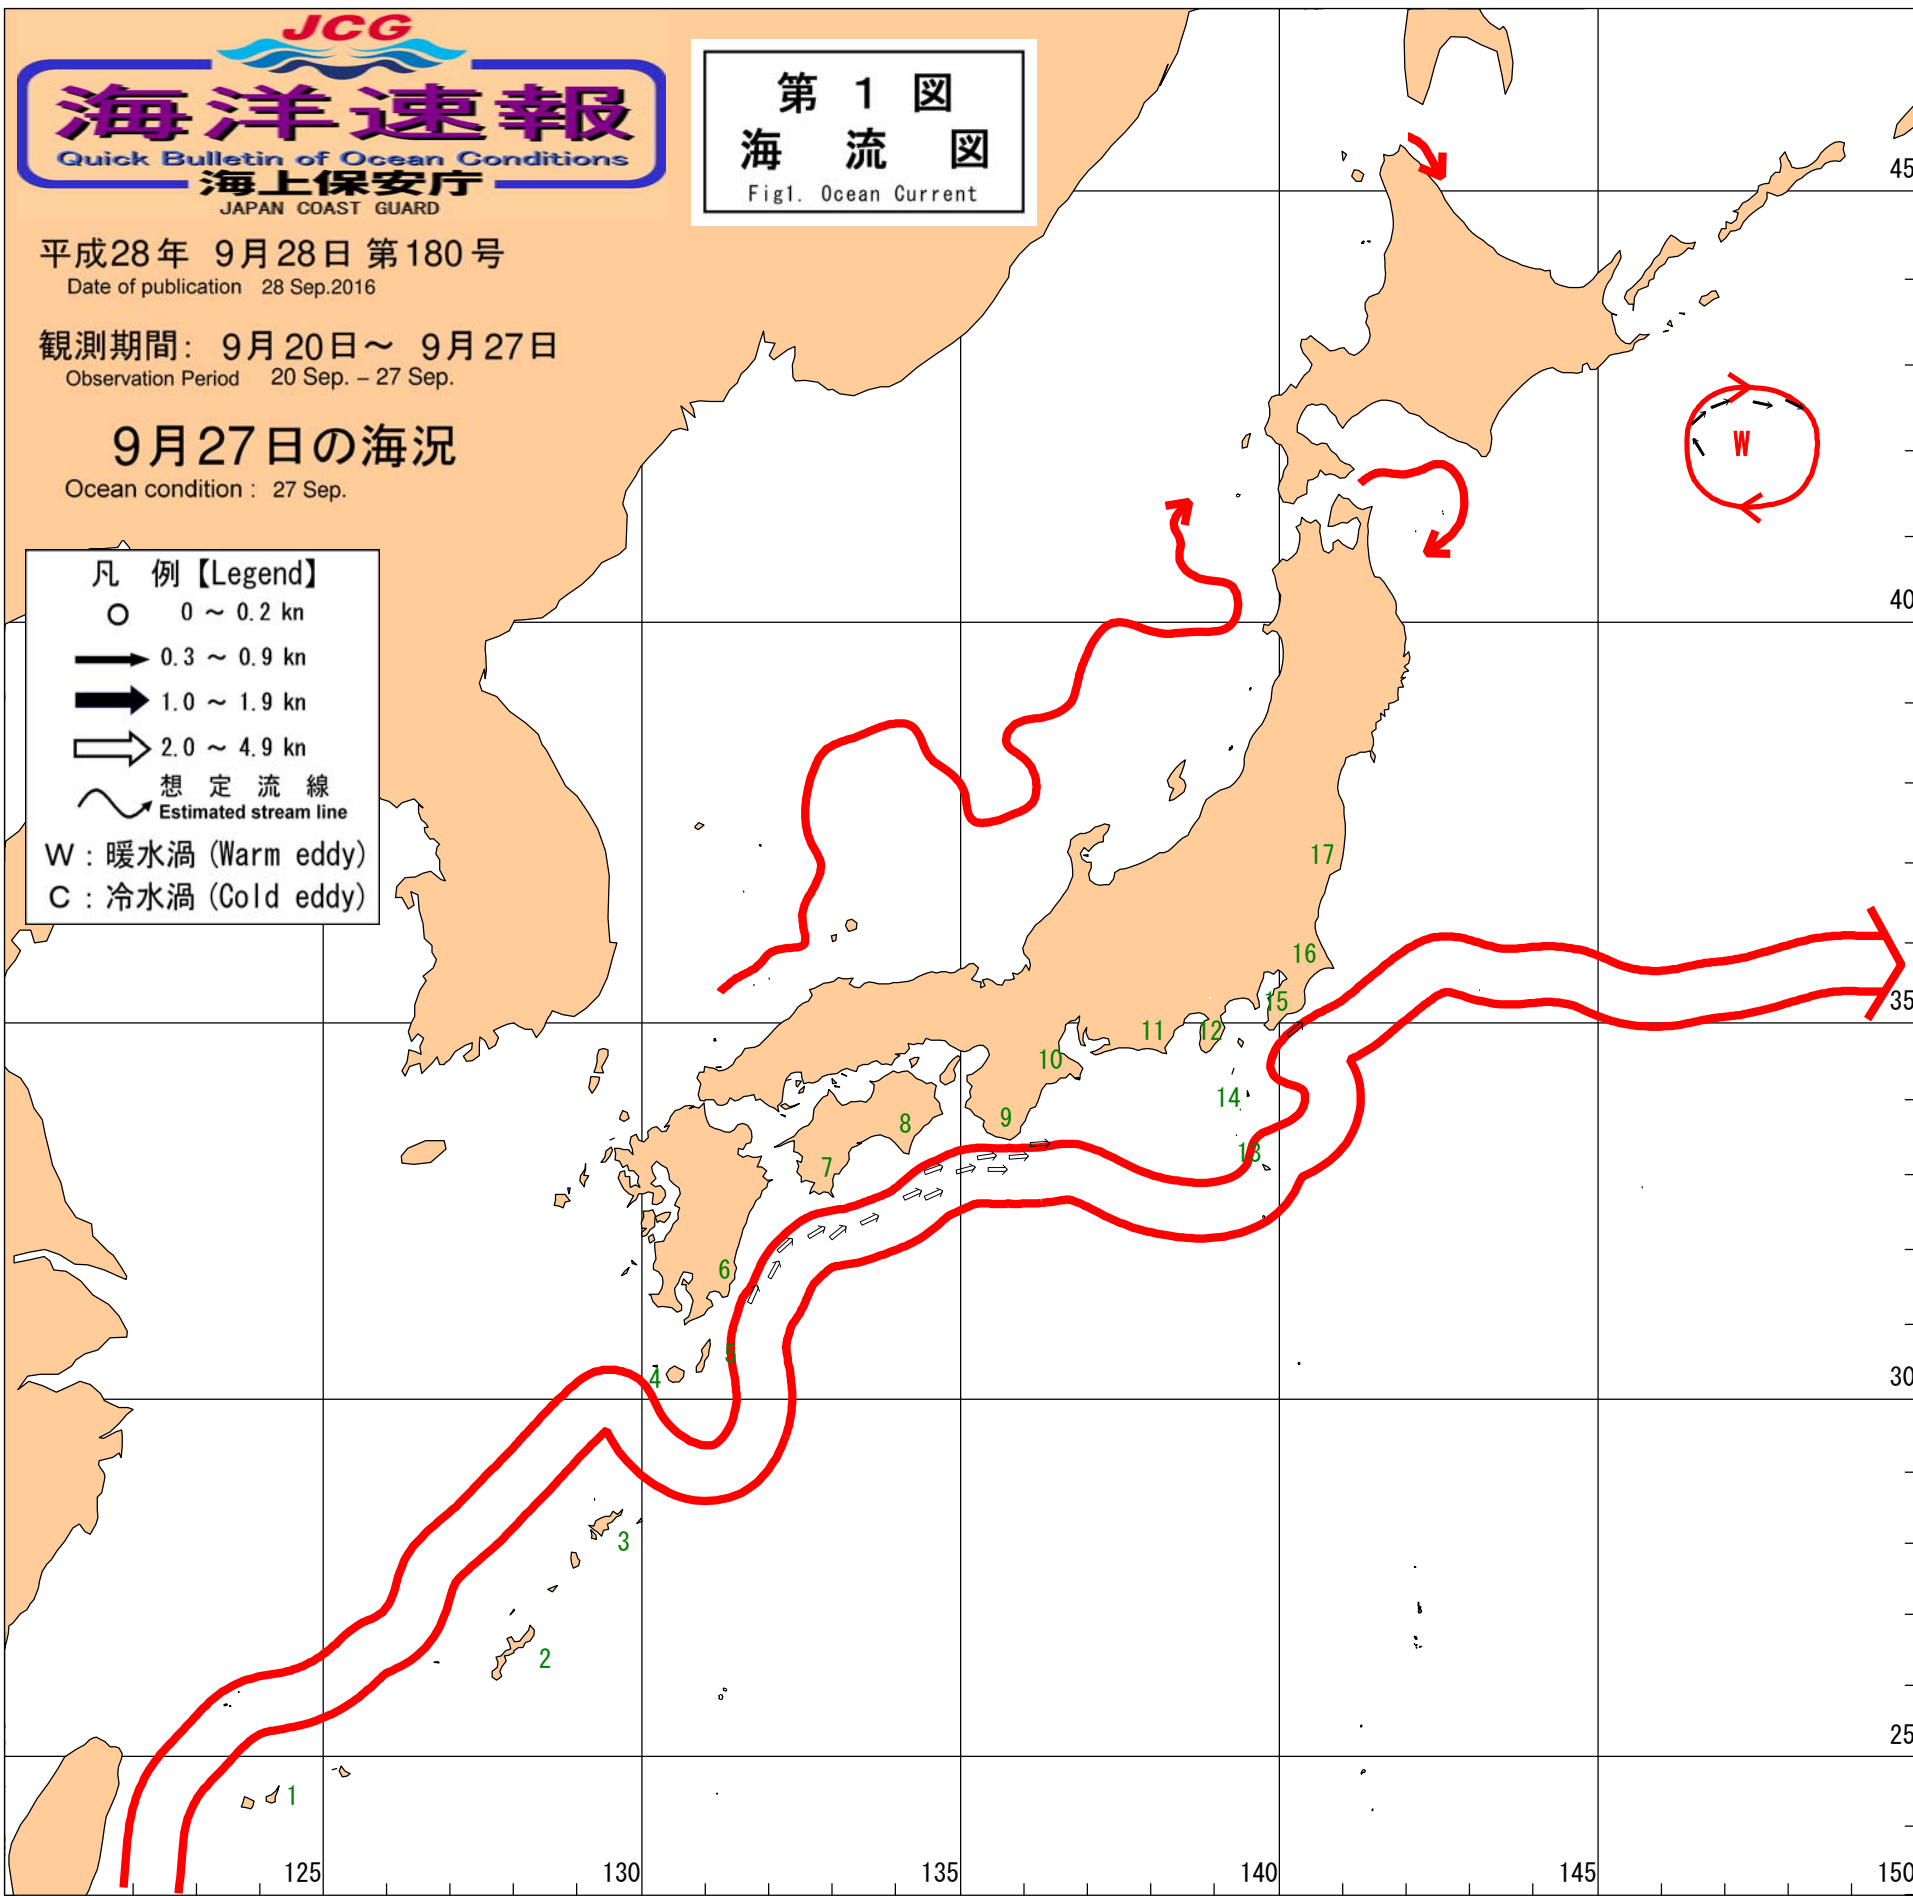 JCG
海洋速報
Quick Bulletin of Ocean Conditions
海上保安庁
JAPAN COAST GUARD
第 1 図
海 流 図
Fig1. Ocean Current
平成28年 9月28日 第180号
Date of publication 28 Sep.2016
観測期間: 9月20日～ 9月27日
Observation Period 20 Sep. – 27 Sep.
9月27日の海況
Ocean condition : 27 Sep.
凡 例【Legend】
0 ～ 0.2 kn
0.3 ～ 0.9 kn
1.0 ～ 1.9 kn
2.0 ～ 4.9 kn
想 定 流 線
Estimated stream line
W : 暖水渦 (Warm eddy)
C : 冷水渦 (Cold eddy)
45
W
40
17
16
35
15
12
11
10
14
9
8
13
7
6
5
4
30
3
2
25
1
125
130
135
140
145
150